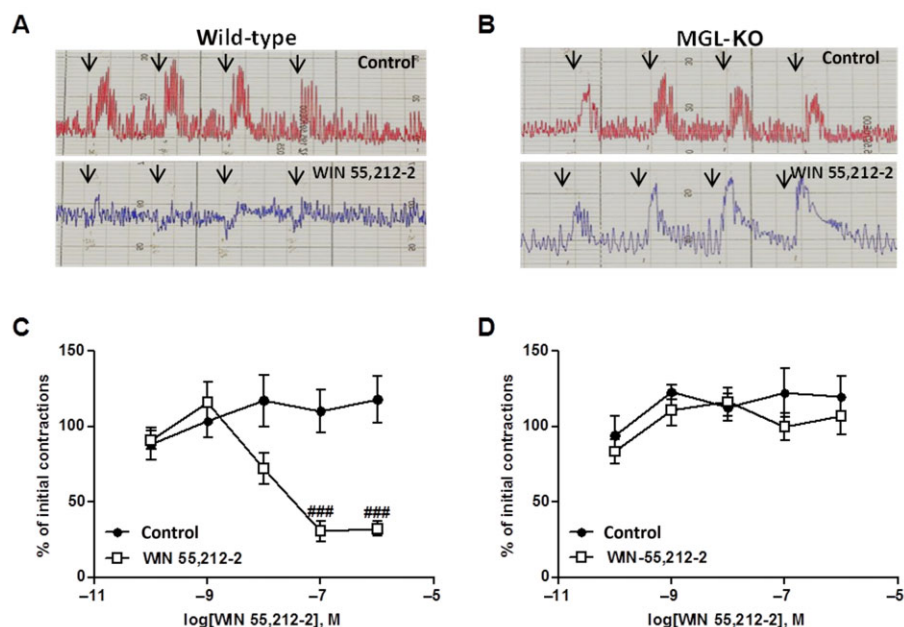 A
Wild-type
Control
WIN 55,212-2
B
MGL-KO
Control
WIN 55,212-2
C
% of initial contractions
150
100
50
0
###
###
Control
WIN 55,212-2
–11
–9
–7
–5
log[WIN 55,212-2], M
D
% of initial contractions
150
100
50
0
Control
WIN-55,212-2
–11
–9
–7
–5
log[WIN 55,212-2], M